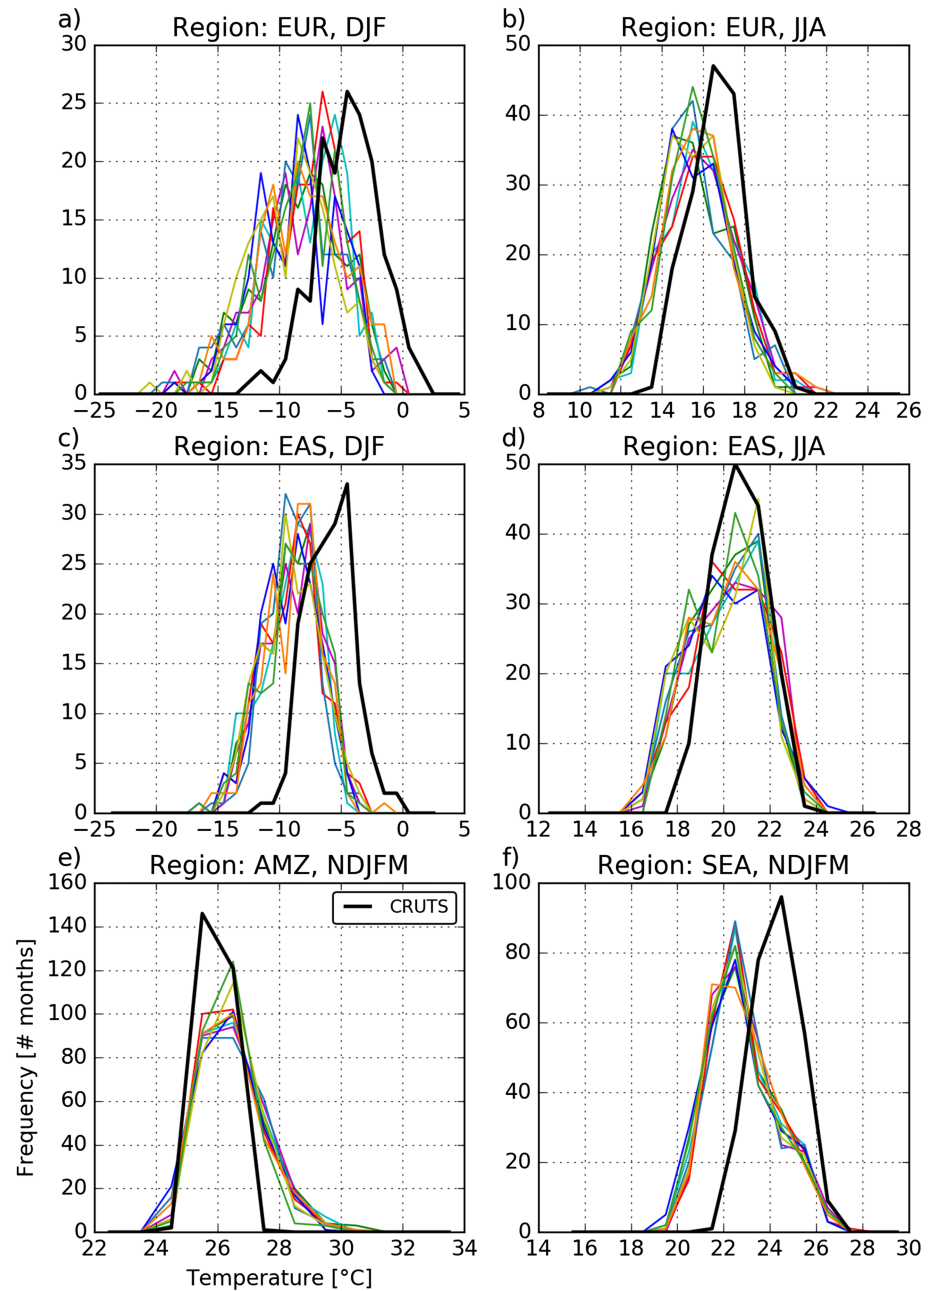 a) Region: EUR, DJF
30
25
20
15
10
5
0
−25 −20 −15 −10 −5 0 5
b) Region: EUR, JJA
50
40
30
20
10
0
8 10 12 14 16 18 20 22 24 26
c) Region: EAS, DJF
35
30
25
20
15
10
5
0
−25 −20 −15 −10 −5 0 5
d) Region: EAS, JJA
50
40
30
20
10
0
12 14 16 18 20 22 24 26 28
e) Region: AMZ, NDJFM
160
140
120
100
80
60
40
20
0
22 24 26 28 30 32 34
CRUTS
Frequency [# months]
Temperature [°C]
f) Region: SEA, NDJFM
100
80
60
40
20
0
14 16 18 20 22 24 26 28 30